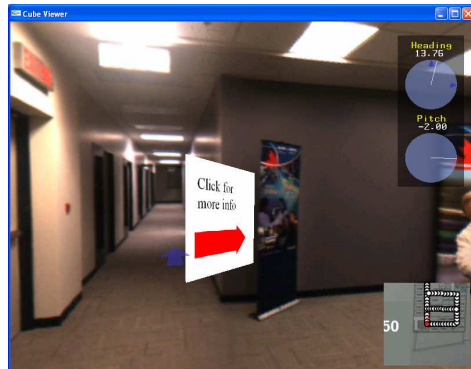 Cube Viewer
Heading
13.76
Pitch
-2.00
Click for
more info
50